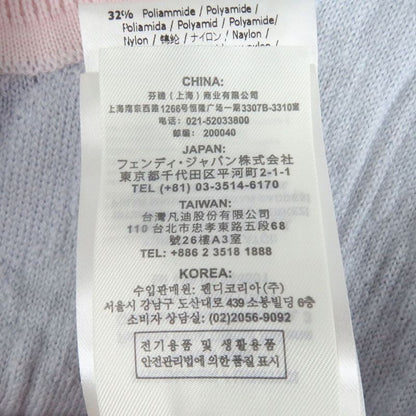 32% Poliammide / Polyamide /
Poliamida / Polyamid / Polyamide/
Nylon / 锦纶 / ナイロン / Naylon /
CHINA:
芬迪（上海）商业有限公司
上海南京西路1266号恒隆广场一期3307B-3310室
电话: 021-52033800
邮编: 200040
JAPAN:
フェンディ・ジャパン株式会社
東京都千代田区平河町2-1-1
TEL (+81) 03-3514-6170
TAIWAN:
台灣凡迪股份有限公司
110 台北市忠孝東路五段68
號26樓A3室
TEL: +886 2 3518 1888
KOREA:
수입판매원: 펜디코리아(주)
서울시 강남구 도산대로 439 소봉빌딩 6층
소비자 상담실: (02)2056-9092
전기용품 및 생활용품
안전관리법에 의한 품질 표시